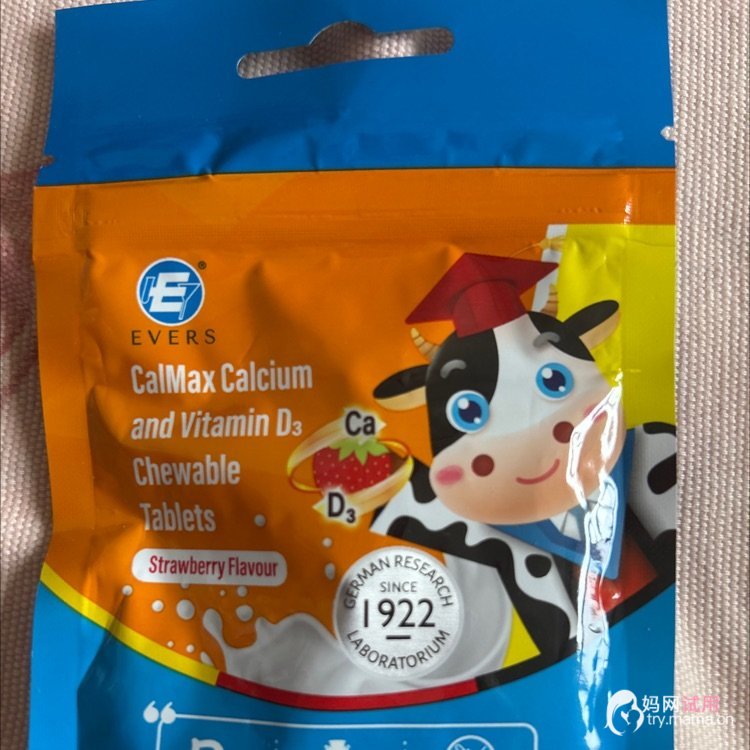 E
®
EVERS
CalMax Calcium
and Vitamin D₃
Chewable
Tablets
Strawberry Flavour
Ca
D₃
GERMAN RESEARCH
SINCE
1922
LABORATORIUM
妈网试用
try.mama.cn